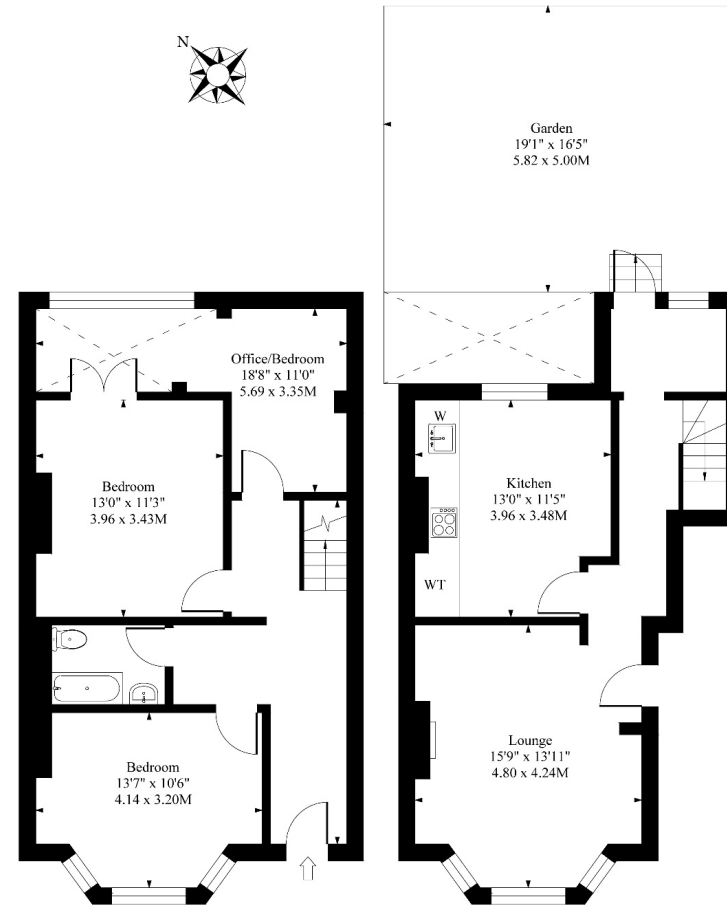 N
Garden
19'1" x 16'5"
5.82 x 5.00M
Office/Bedroom
18'8" x 11'0"
5.69 x 3.35M
Bedroom
13'0" x 11'3"
3.96 x 3.43M
W
Kitchen
13'0" x 11'5"
3.96 x 3.48M
WT
Bedroom
13'7" x 10'6"
4.14 x 3.20M
Lounge
15'9" x 13'11"
4.80 x 4.24M